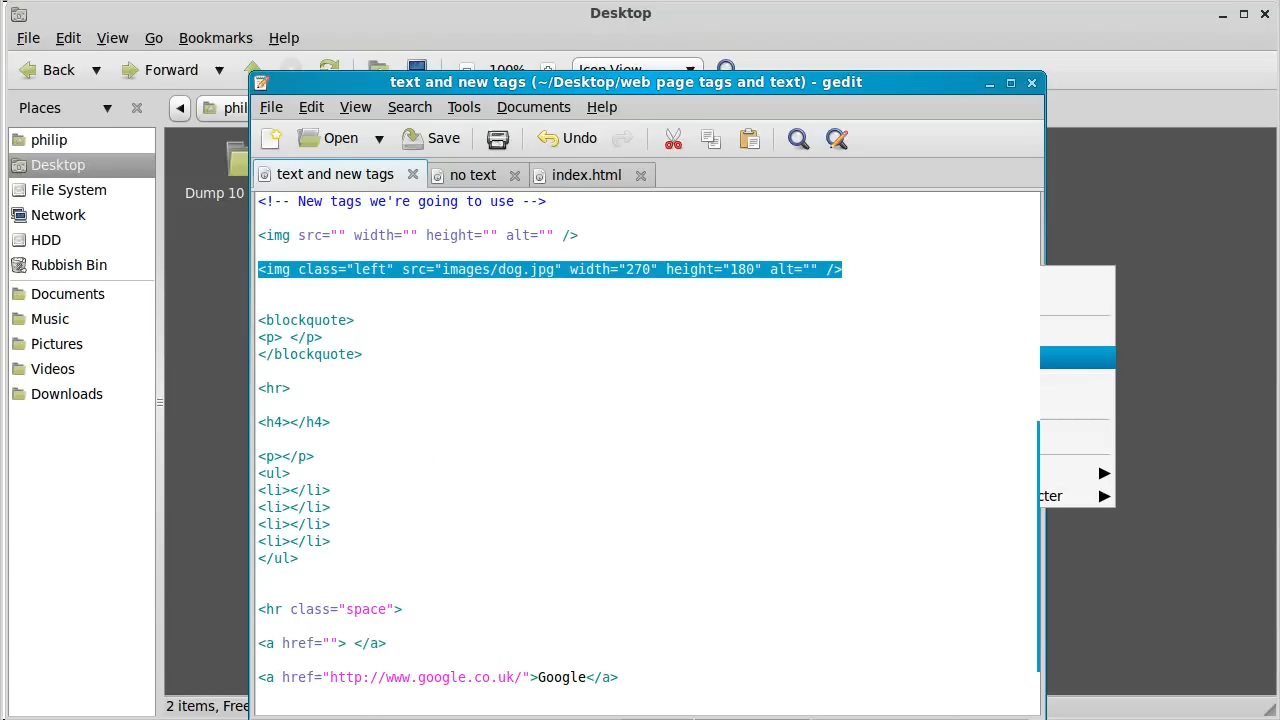 Desktop
File Edit View Go Bookmarks Help
Back Forward 100% Icon View
text and new tags (~/Desktop/web page tags and text) - gedit
Places phil
File Edit View Search Tools Documents Help
Open Save Undo
text and new tags no text index.html
philip
Desktop
File System
Network
HDD
Rubbish Bin
Documents
Music
Pictures
Videos
Downloads
Dump 10
<!-- New tags we're going to use -->
<img src="" width="" height="" alt="" />
<img class="left" src="images/dog.jpg" width="270" height="180" alt="" />
<blockquote>
<p> </p>
</blockquote>
<hr>
<h4></h4>
<p></p>
<ul>
<li></li>
<li></li>
<li></li>
<li></li>
</ul>
<hr class="space">
<a href=""> </a>
<a href="http://www.google.co.uk/">Google</a>
cter
2 items, Free